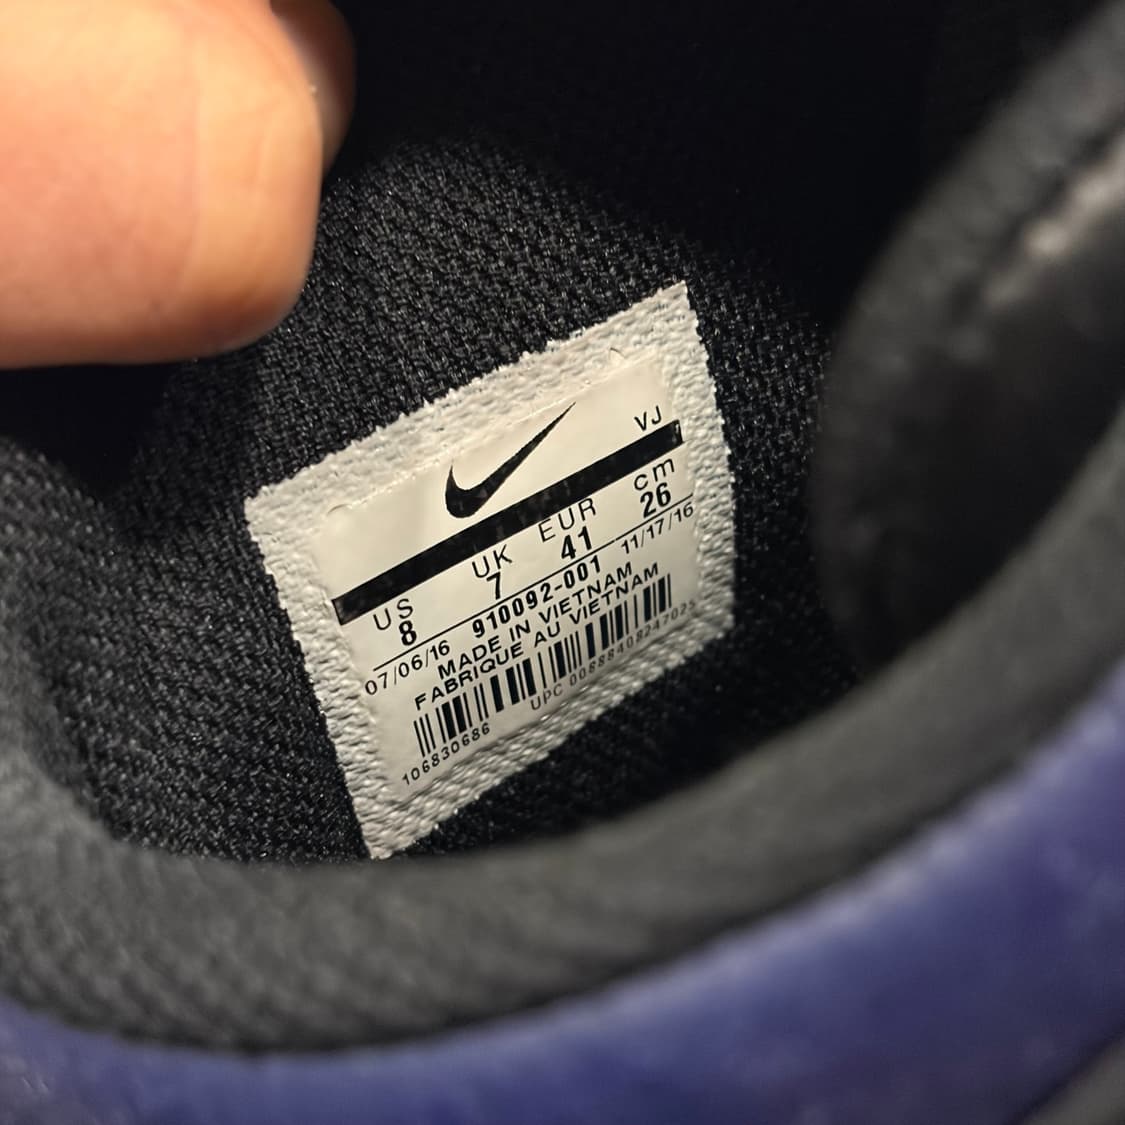 VJ
US UK EUR cm
8 7 41 26
07/06/16 910092-001 11/17/16
MADE IN VIETNAM
FABRIQUE AU VIETNAM
106830686 UPC 00888408247025